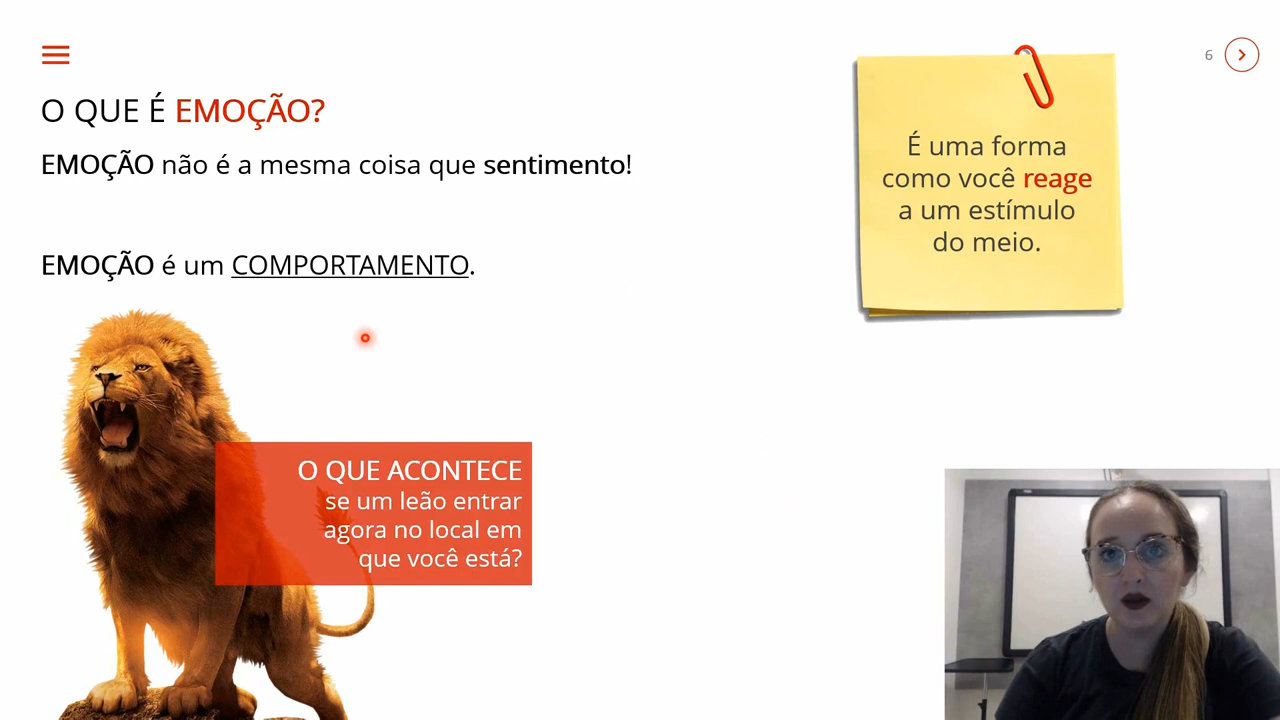 6
O QUE É EMOÇÃO?
EMOÇÃO não é a mesma coisa que sentimento!
EMOÇÃO é um COMPORTAMENTO.
É uma forma
como você reage
a um estímulo
do meio.
O QUE ACONTECE
se um leão entrar
agora no local em
que você está?